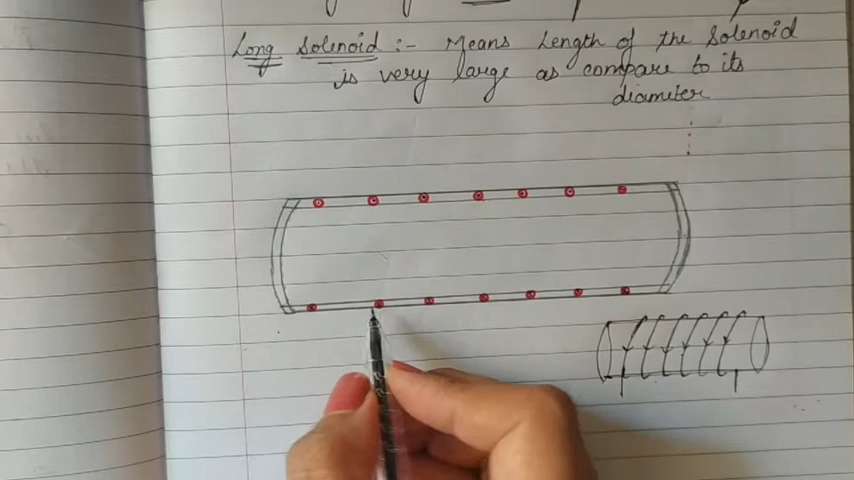 Long Solenoid :- Means Length of the Solenoid
is very large as compare to its
diameter